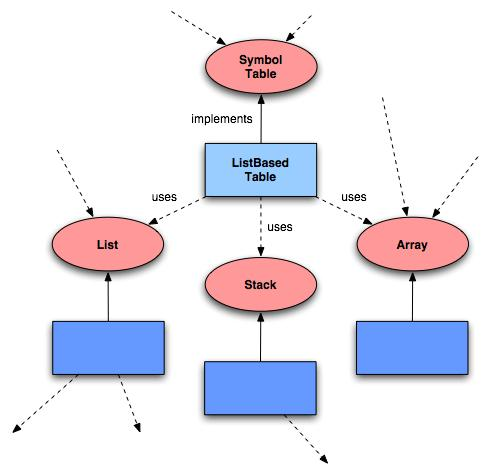 Symbol
Table
implements
ListBased
Table
uses
uses
uses
List
Array
Stack